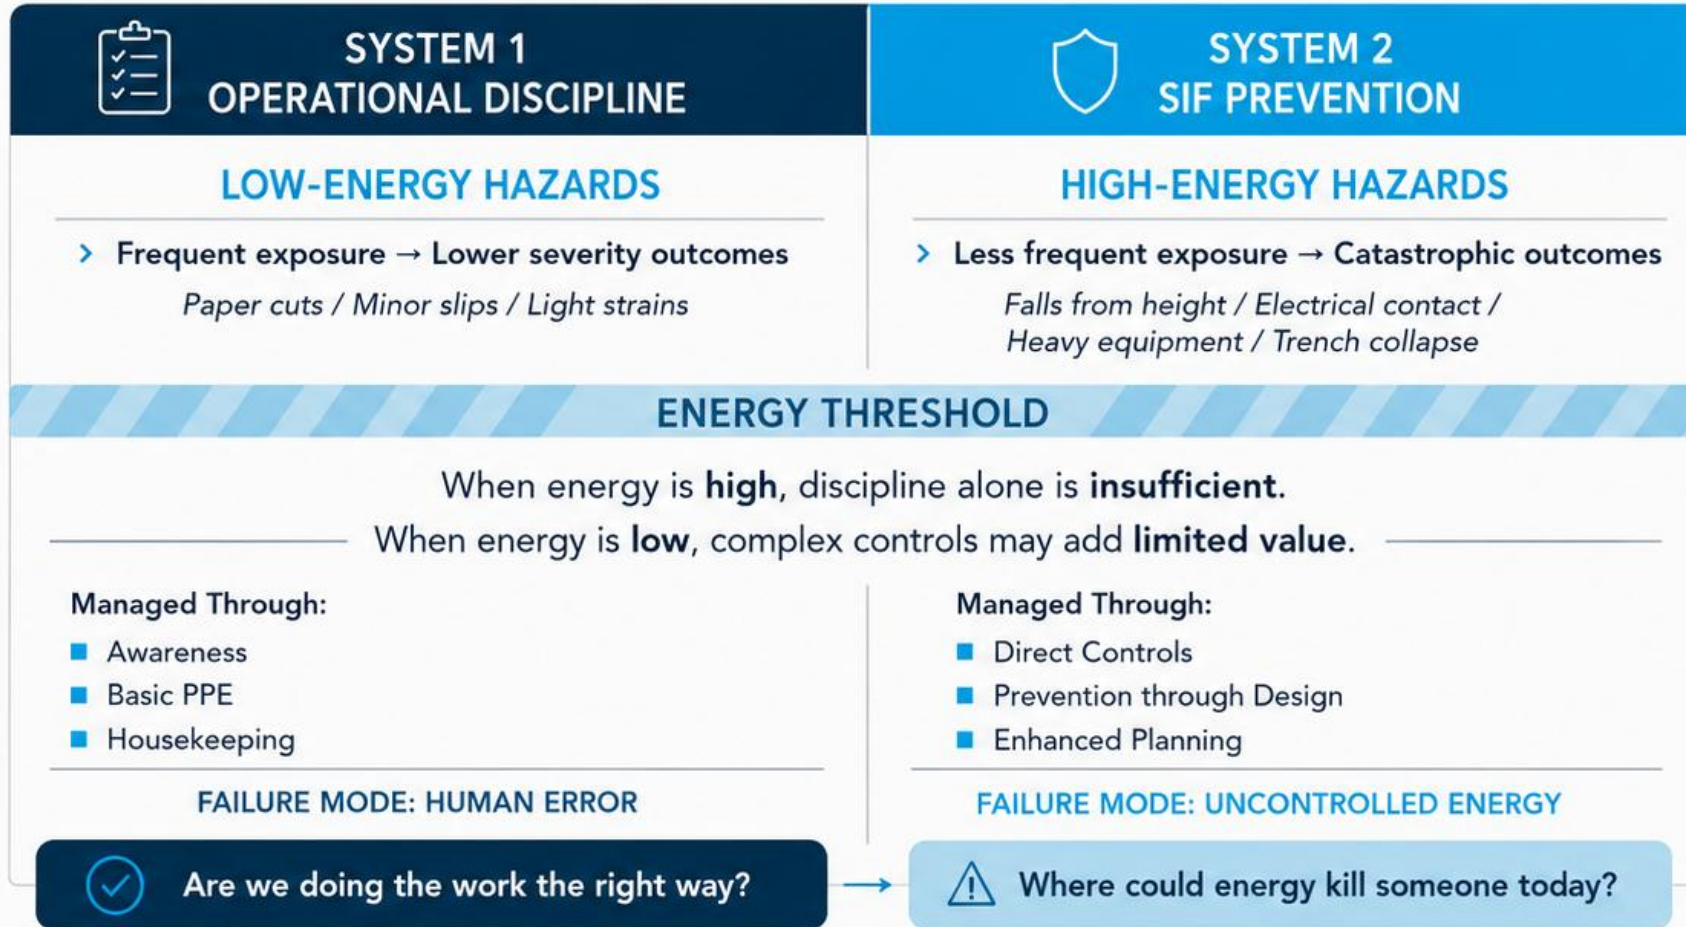 SYSTEM 1
OPERATIONAL DISCIPLINE
SYSTEM 2
SIF PREVENTION
LOW-ENERGY HAZARDS
› Frequent exposure → Lower severity outcomes
Paper cuts / Minor slips / Light strains
HIGH-ENERGY HAZARDS
› Less frequent exposure → Catastrophic outcomes
Falls from height / Electrical contact /
Heavy equipment / Trench collapse
ENERGY THRESHOLD
When energy is high, discipline alone is insufficient.
When energy is low, complex controls may add limited value.
Managed Through:
■ Awareness
■ Basic PPE
■ Housekeeping
FAILURE MODE: HUMAN ERROR
Are we doing the work the right way?
Managed Through:
■ Direct Controls
■ Prevention through Design
■ Enhanced Planning
FAILURE MODE: UNCONTROLLED ENERGY
Where could energy kill someone today?